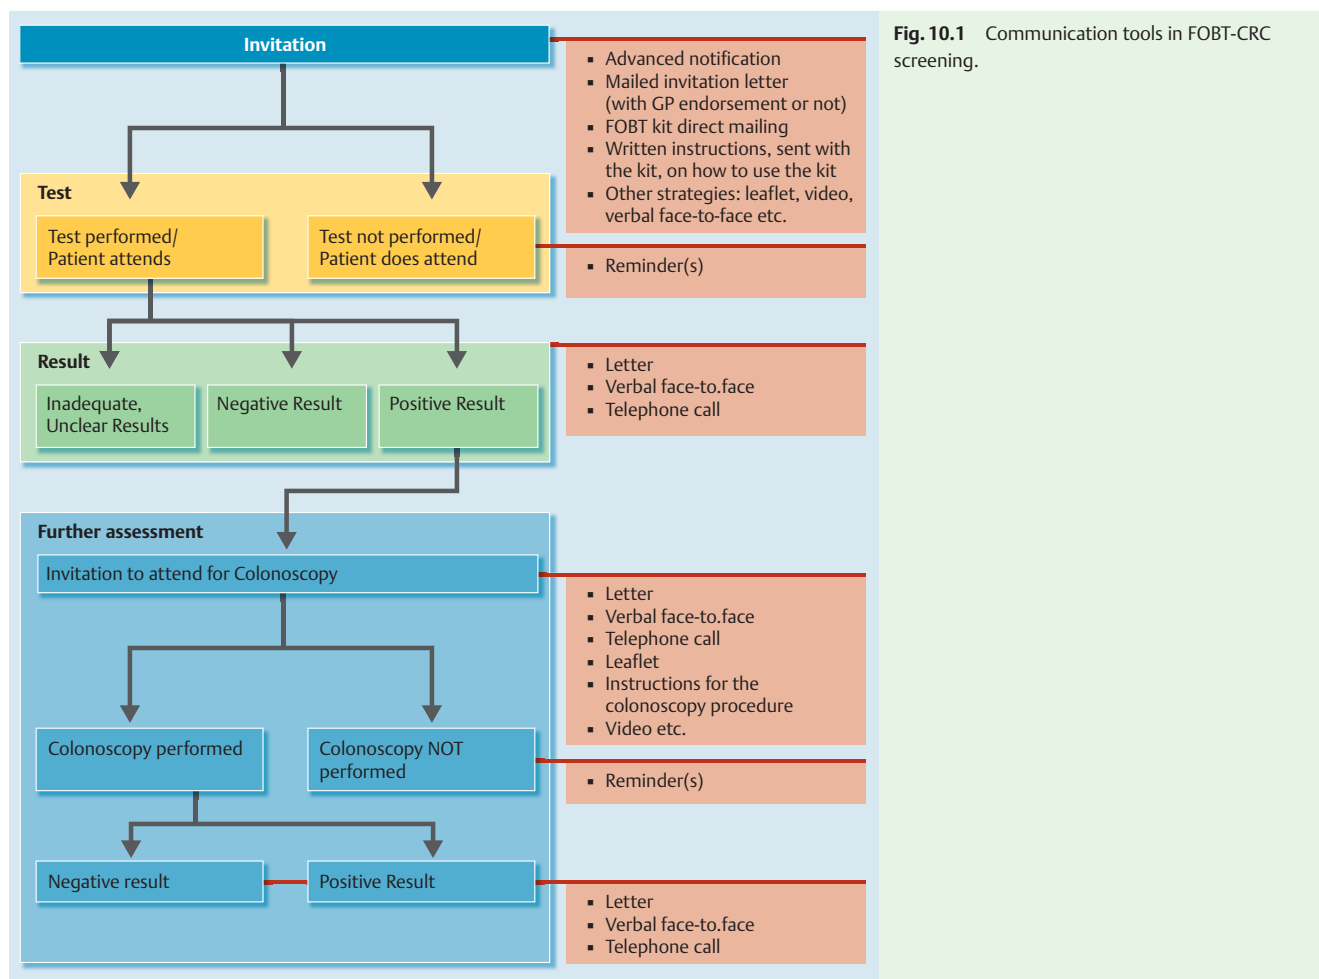 Invitation
Fig. 10.1 Communication tools in FOBT-CRC
screening.
▪ Advanced notification
▪ Mailed invitation letter
(with GP endorsement or not)
▪ FOBT kit direct mailing
▪ Written instructions, sent with
the kit, on how to use the kit
▪ Other strategies: leaflet, video,
verbal face-to-face etc.
Test
Test performed/
Patient attends
Test not performed/
Patient does attend
▪ Reminder(s)
Result
Inadequate,
Unclear Results
Negative Result
Positive Result
▪ Letter
▪ Verbal face-to.face
▪ Telephone call
Further assessment
Invitation to attend for Colonoscopy
▪ Letter
▪ Verbal face-to.face
▪ Telephone call
▪ Leaflet
▪ Instructions for the
colonoscopy procedure
▪ Video etc.
Colonoscopy performed
Colonoscopy NOT
performed
▪ Reminder(s)
Negative result
Positive Result
▪ Letter
▪ Verbal face-to.face
▪ Telephone call